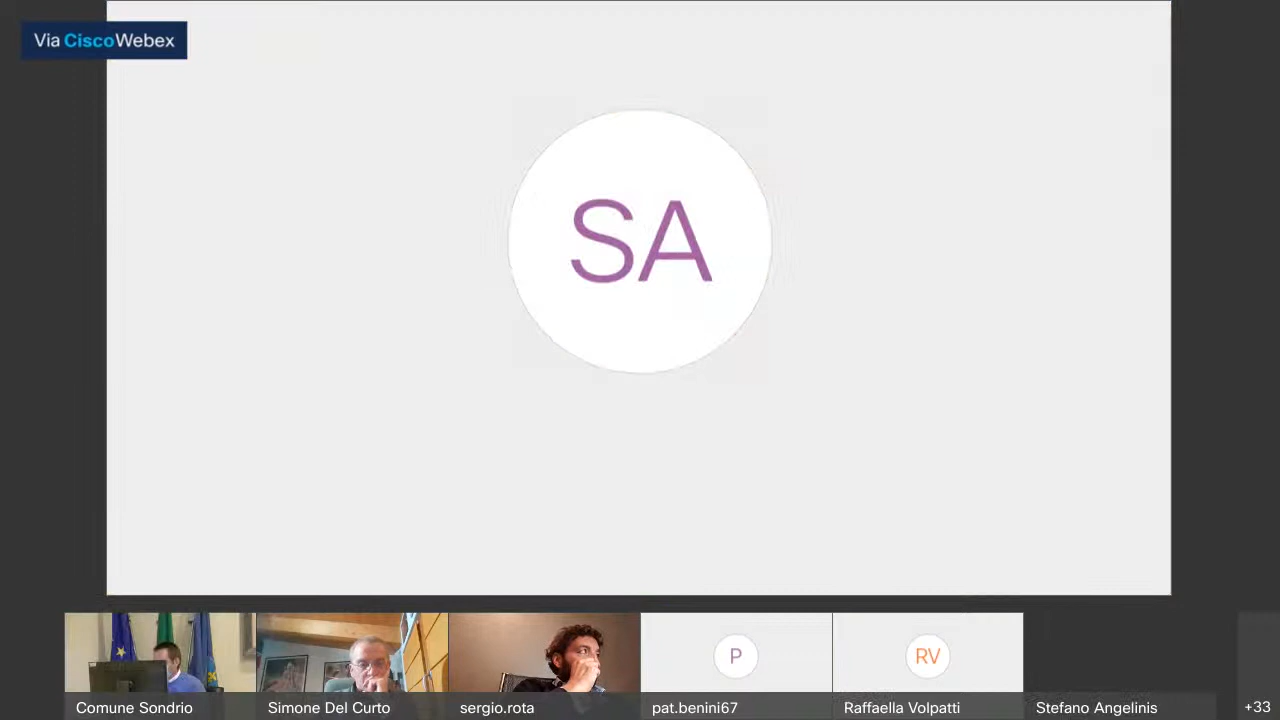 Via CiscoWebex
SA
P
RV
Comune Sondrio
Simone Del Curto
sergio.rota
pat.benini67
Raffaella Volpatti
Stefano Angelinis
+33